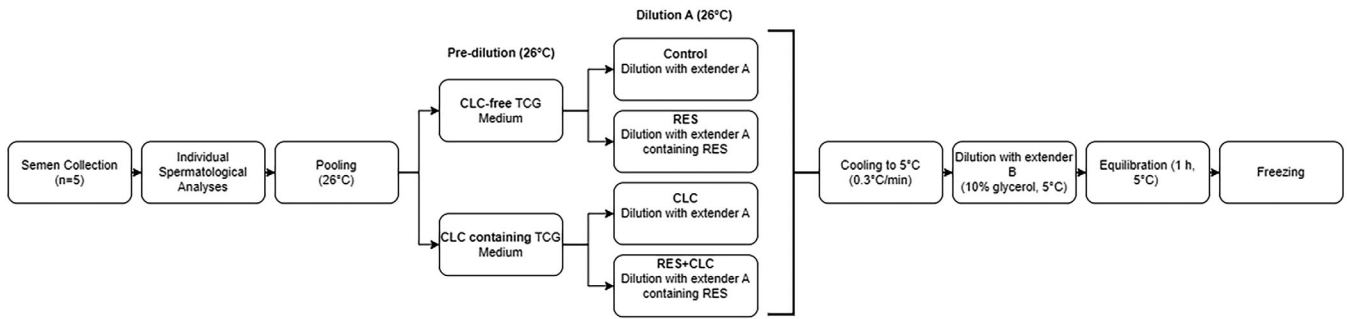 Semen Collection
(n=5)
Individual
Spermatological
Analyses
Pooling
(26°C)
Pre-dilution (26°C)
CLC-free TCG
Medium
CLC containing TCG
Medium
Dilution A (26°C)
Control
Dilution with extender A
RES
Dilution with extender A
containing RES
CLC
Dilution with extender A
RES+CLC
Dilution with extender A
containing RES
Cooling to 5°C
(0.3°C/min)
Dilution with extender
B
(10% glycerol, 5°C)
Equilibration (1 h,
5°C)
Freezing